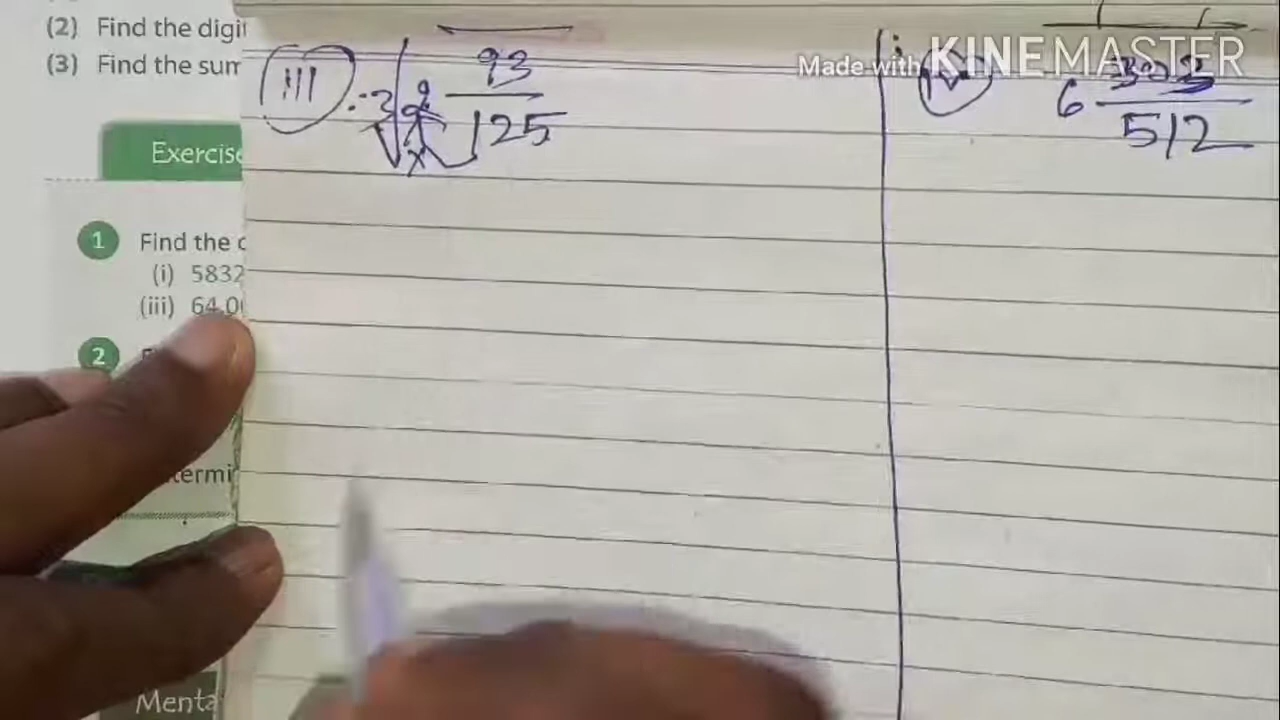 (2) Find the digit
(3) Find the sum
Exercise
1 Find the c
(i) 5832
(iii) 64.0
2
termi
Menta
Made with KINEMASTER
III
93
125
6
512